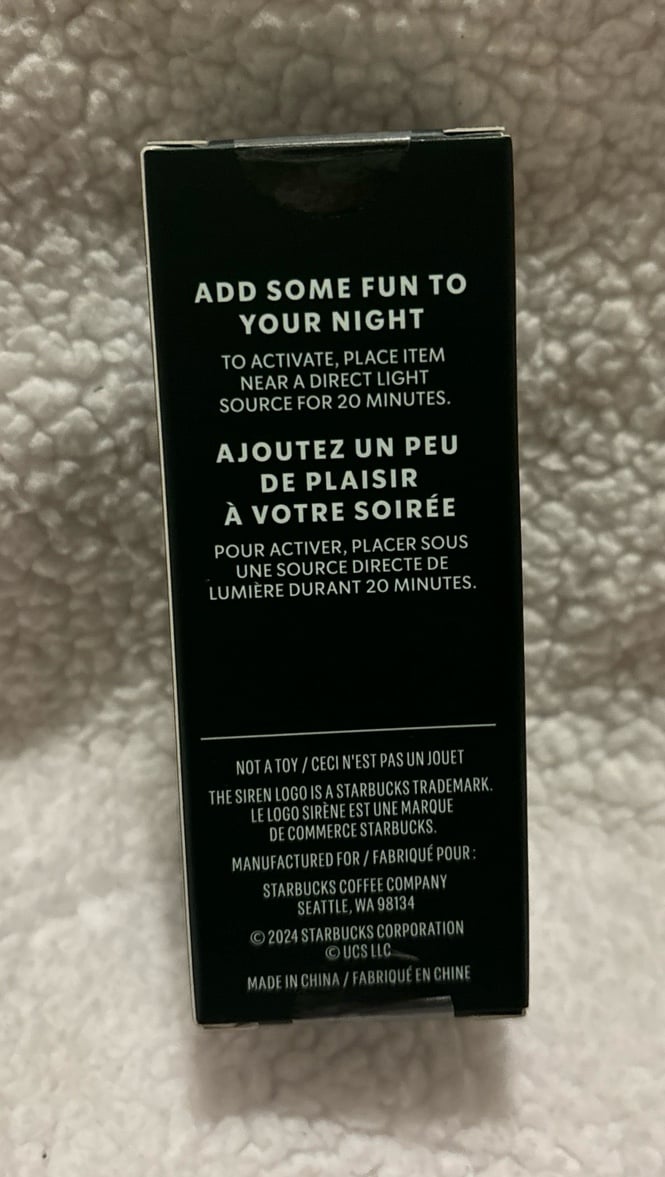 ADD SOME FUN TO
YOUR NIGHT
TO ACTIVATE, PLACE ITEM
NEAR A DIRECT LIGHT
SOURCE FOR 20 MINUTES.
AJOUTEZ UN PEU
DE PLAISIR
À VOTRE SOIRÉE
POUR ACTIVER, PLACER SOUS
UNE SOURCE DIRECTE DE
LUMIÈRE DURANT 20 MINUTES.
NOT A TOY / CECI N'EST PAS UN JOUET
THE SIREN LOGO IS A STARBUCKS TRADEMARK.
LE LOGO SIRÈNE EST UNE MARQUE
DE COMMERCE STARBUCKS.
MANUFACTURED FOR / FABRIQUÉ POUR :
STARBUCKS COFFEE COMPANY
SEATTLE, WA 98134
© 2024 STARBUCKS CORPORATION
© UCS LLC
MADE IN CHINA / FABRIQUÉ EN CHINE